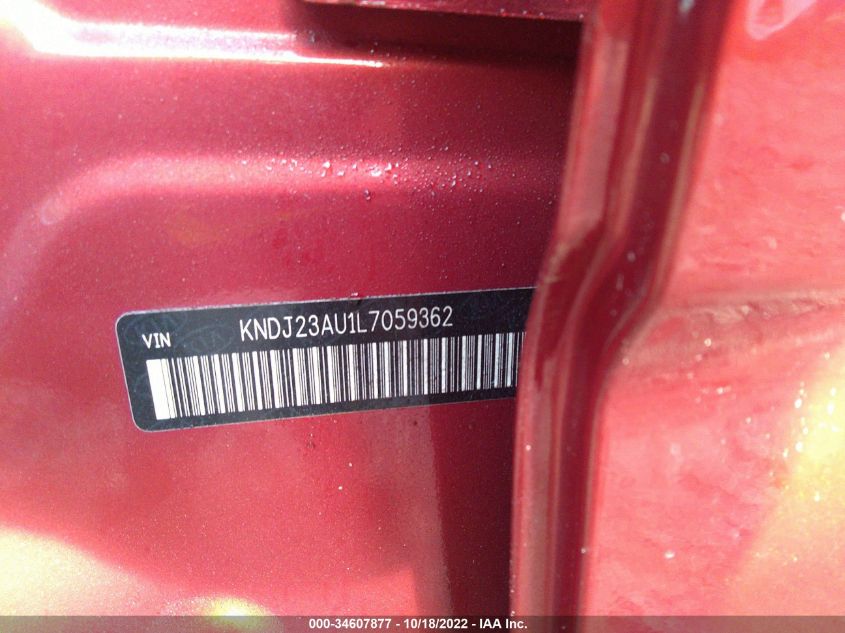 VIN KNDJ23AU1L7059362
000-34607877 - 10/18/2022 - IAA Inc.